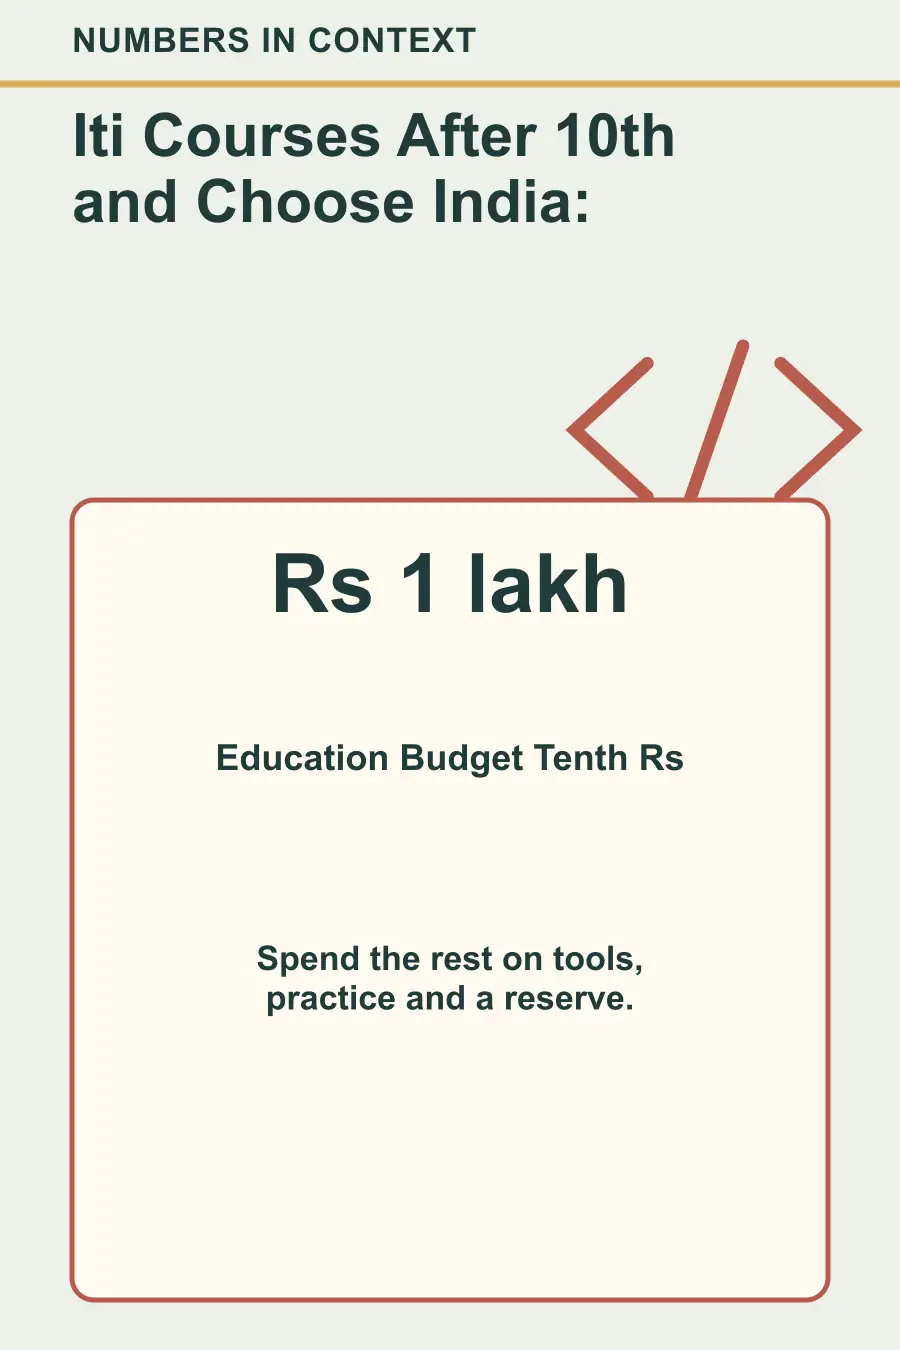 NUMBERS IN CONTEXT
Iti Courses After 10th
and Choose India:
Rs 1 lakh
Education Budget Tenth Rs
Spend the rest on tools,
practice and a reserve.